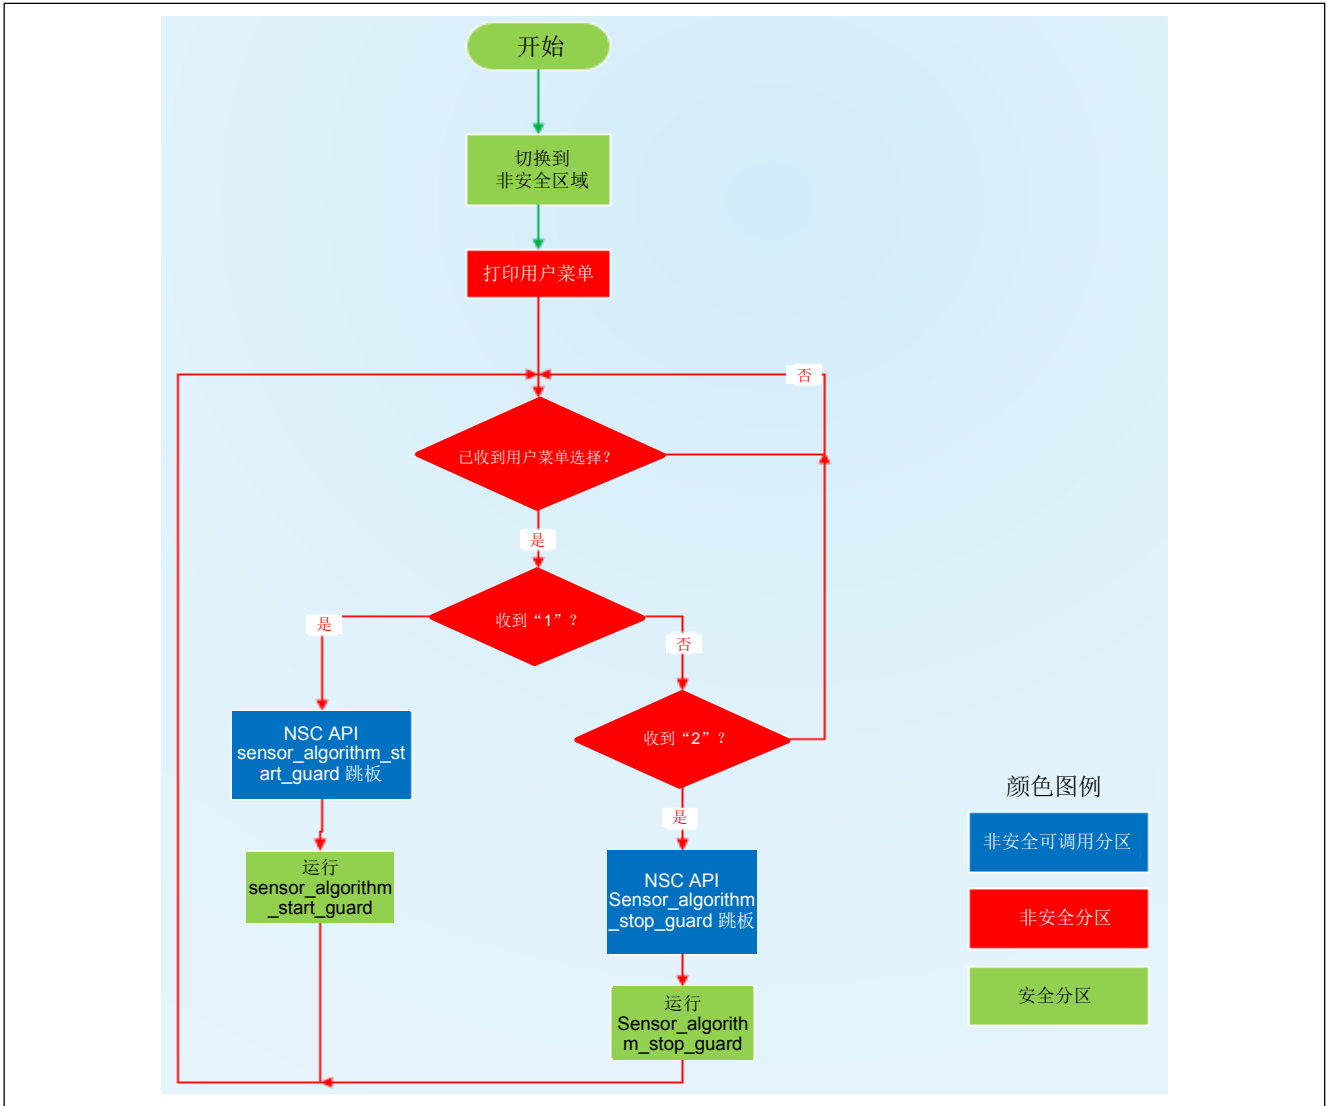 开始
切换到
非安全区域
打印用户菜单
否
已收到用户菜单选择？
是
收到“1”？
是
否
收到“2”？
NSC API
sensor_algorithm_st
art_guard 跳板
是
运行
sensor_algorithm
_start_guard
NSC API
Sensor_algorithm
_stop_guard 跳板
运行
Sensor_algorith
m_stop_guard
颜色图例
非安全可调用分区
非安全分区
安全分区